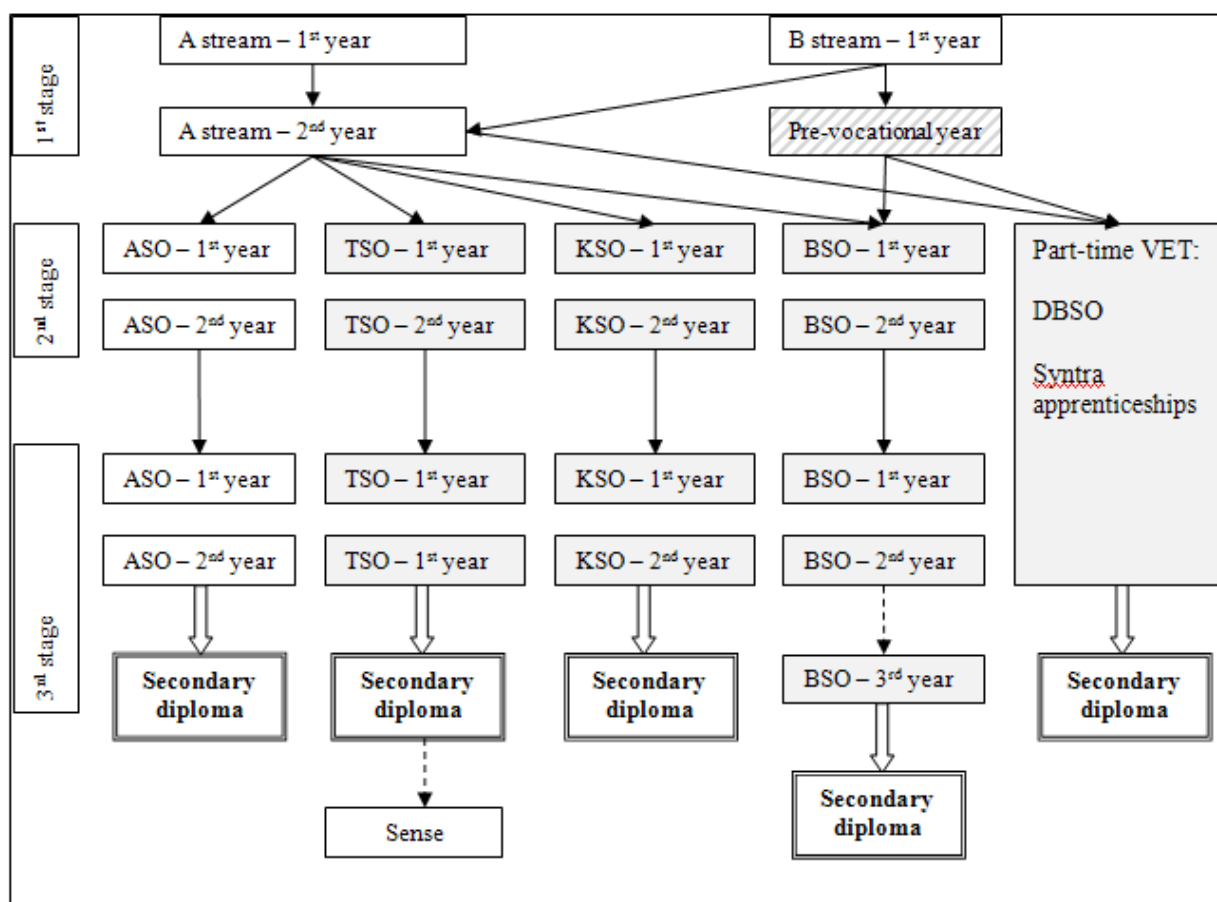 1st stage
A stream – 1st year
B stream – 1st year
A stream – 2nd year
Pre-vocational year
2nd stage
ASO – 1st year
TSO – 1st year
KSO – 1st year
BSO – 1st year
Part-time VET:
DBSO
Syntra
apprenticeships
ASO – 2nd year
TSO – 2nd year
KSO – 2nd year
BSO – 2nd year
3rd stage
ASO – 1st year
TSO – 1st year
KSO – 1st year
BSO – 1st year
ASO – 2nd year
TSO – 1st year
KSO – 2nd year
BSO – 2nd year
Secondary
diploma
Secondary
diploma
Secondary
diploma
BSO – 3rd year
Secondary
diploma
Sense
Secondary
diploma